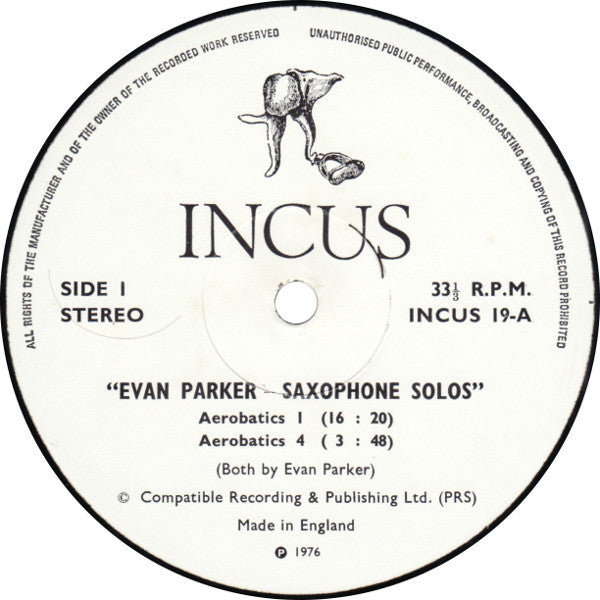 ALL RIGHTS OF THE MANUFACTURER AND OF THE OWNER OF THE RECORDED WORK RESERVED
UNAUTHORISED PUBLIC PERFORMANCE, BROADCASTING AND COPYING OF THIS RECORD PROHIBITED
INCUS
SIDE 1
STEREO
33⅓ R.P.M.
INCUS 19-A
"EVAN PARKER - SAXOPHONE SOLOS"
Aerobatics 1 (16 : 20)
Aerobatics 4 ( 3 : 48)
(Both by Evan Parker)
© Compatible Recording & Publishing Ltd. (PRS)
Made in England
℗ 1976